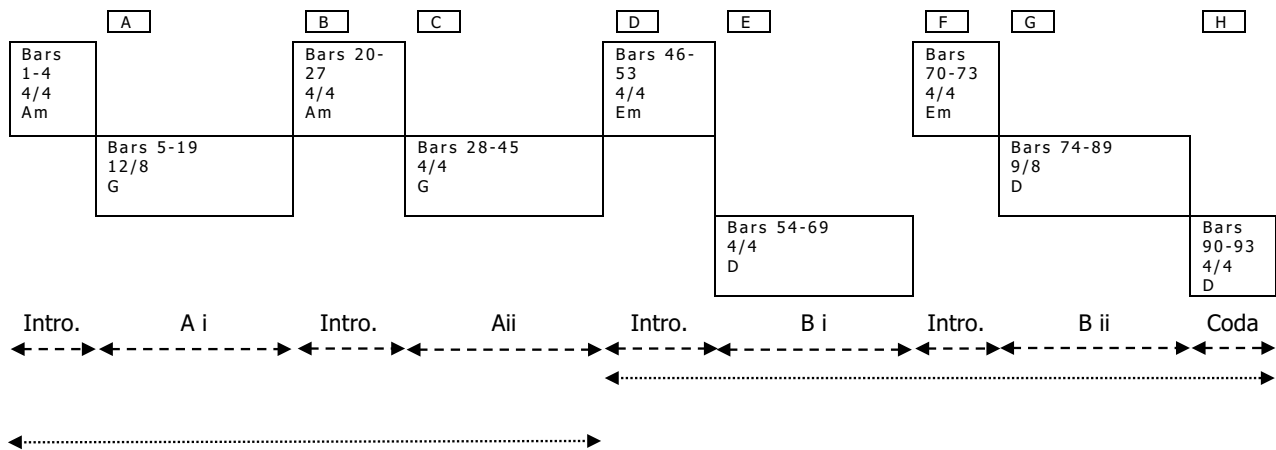 A
B
C
D
E
F
G
H
Bars
1-4
4/4
Am
Bars 5-19
12/8
G
Bars 20-
27
4/4
Am
Bars 28-45
4/4
G
Bars 46-
53
4/4
Em
Bars 54-69
4/4
D
Bars
70-73
4/4
Em
Bars 74-89
9/8
D
Bars
90-93
4/4
D
Intro.
A i
Intro.
Aii
Intro.
B i
Intro.
B ii
Coda